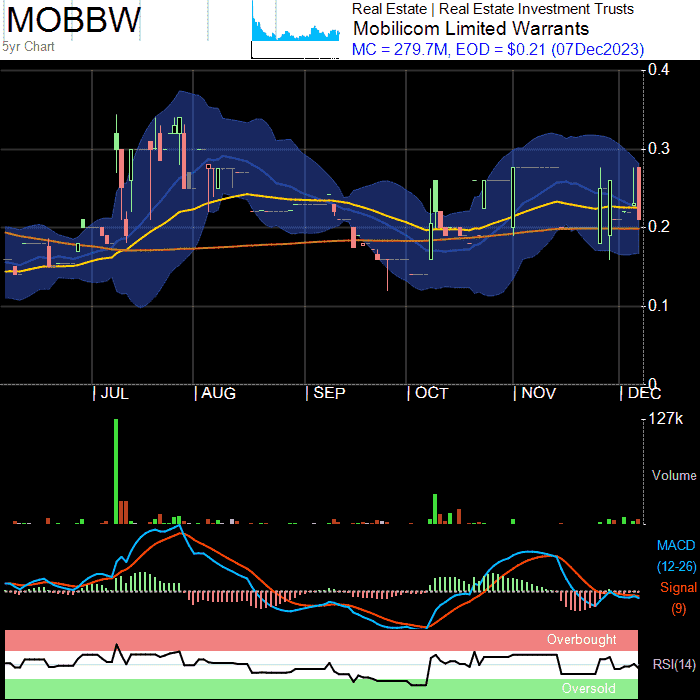 MOBBW
5yr Chart
Real Estate | Real Estate Investment Trusts
Mobilicom Limited Warrants
MC = 279.7M, EOD = $0.21 (07Dec2023)
0.4
0.3
0.2
0.1
0
JUL AUG SEP OCT NOV DEC
127k
Volume
MACD
(12-26)
Signal
(9)
Overbought
RSI(14)
Oversold